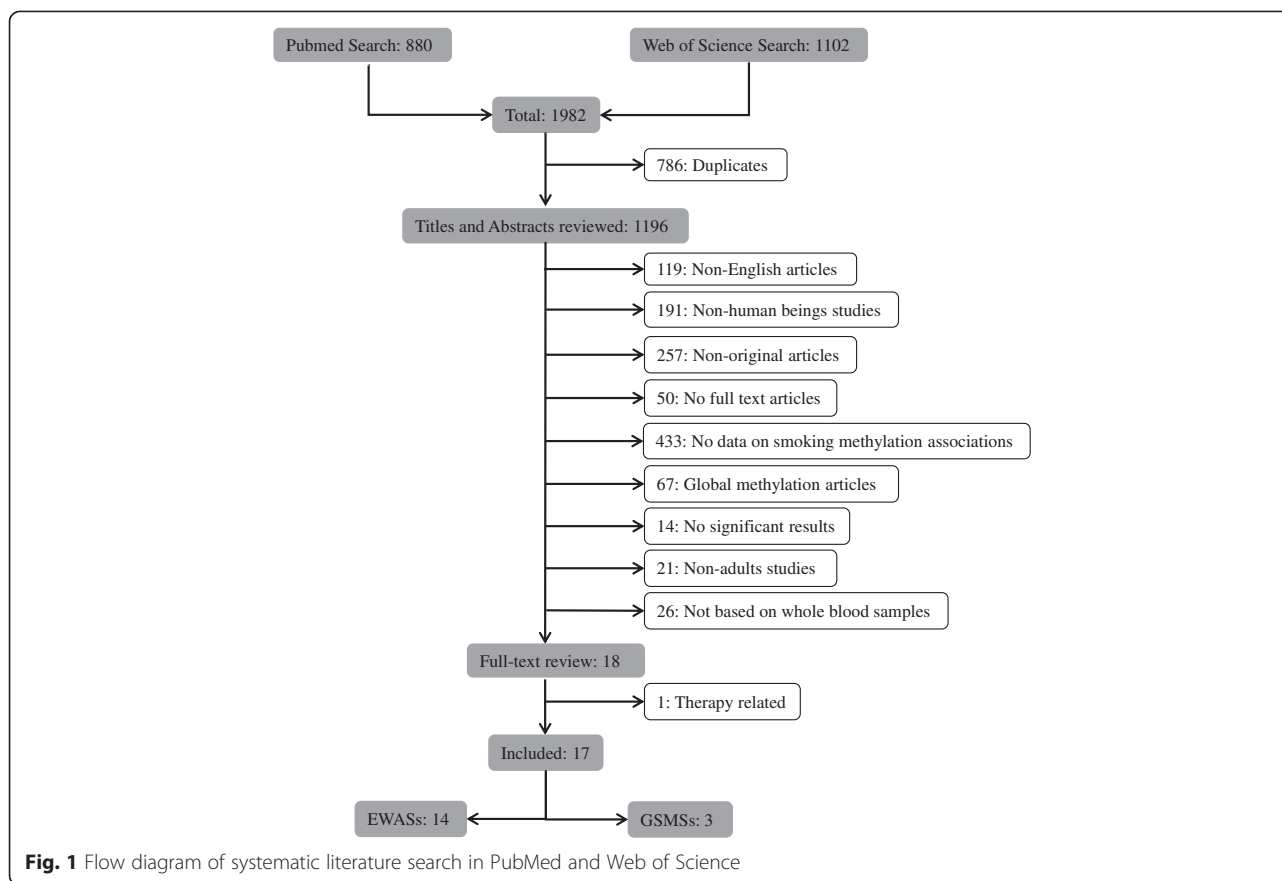 Pubmed Search: 880
Web of Science Search: 1102
Total: 1982
786: Duplicates
Titles and Abstracts reviewed: 1196
119: Non-English articles
191: Non-human beings studies
257: Non-original articles
50: No full text articles
433: No data on smoking methylation associations
67: Global methylation articles
14: No significant results
21: Non-adults studies
26: Not based on whole blood samples
Full-text review: 18
1: Therapy related
Included: 17
EWASs: 14
GSMSs: 3
Fig. 1 Flow diagram of systematic literature search in PubMed and Web of Science